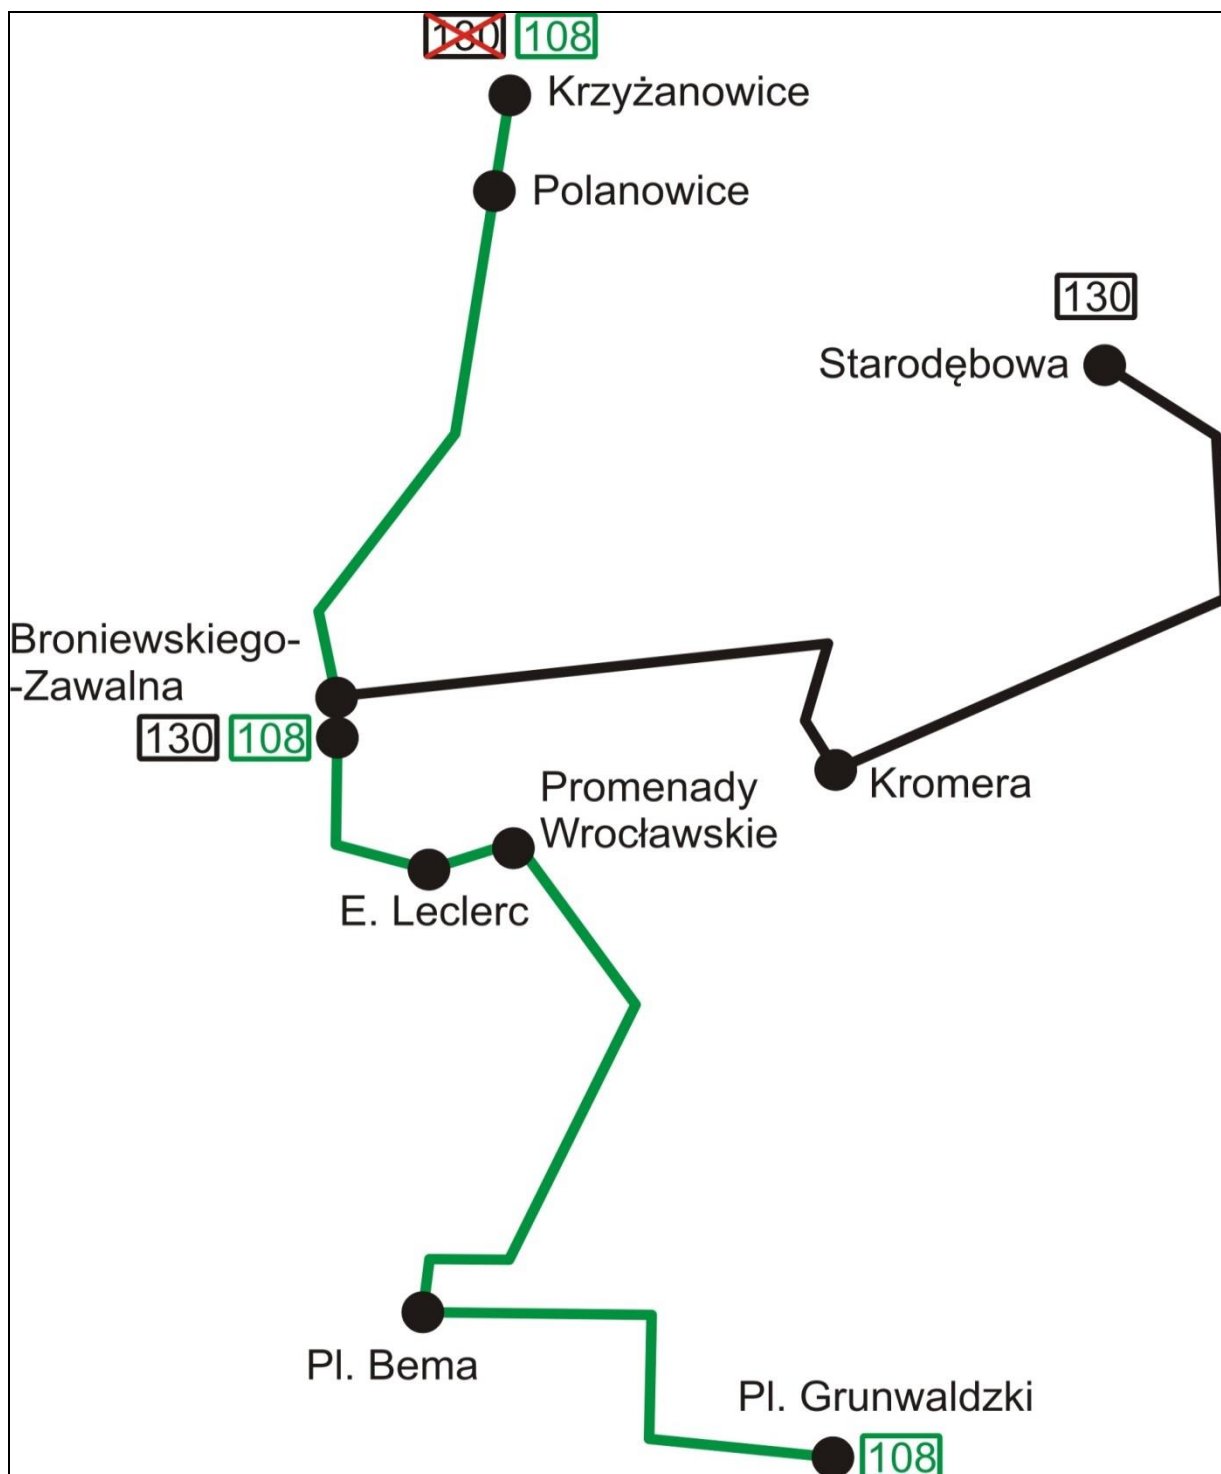 130 108
Krzyżanowice
Polanowice
130
Starodębowa
Broniewskiego-
-Zawalna
130 108
Kromera
Promenady
Wrocławskie
E. Leclerc
Pl. Bema
Pl. Grunwaldzki
108